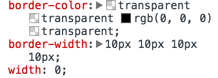 border-color: transparent
transparent rgb(0, 0, 0)
transparent;
border-width: 10px 10px 10px
10px;
width: 0;